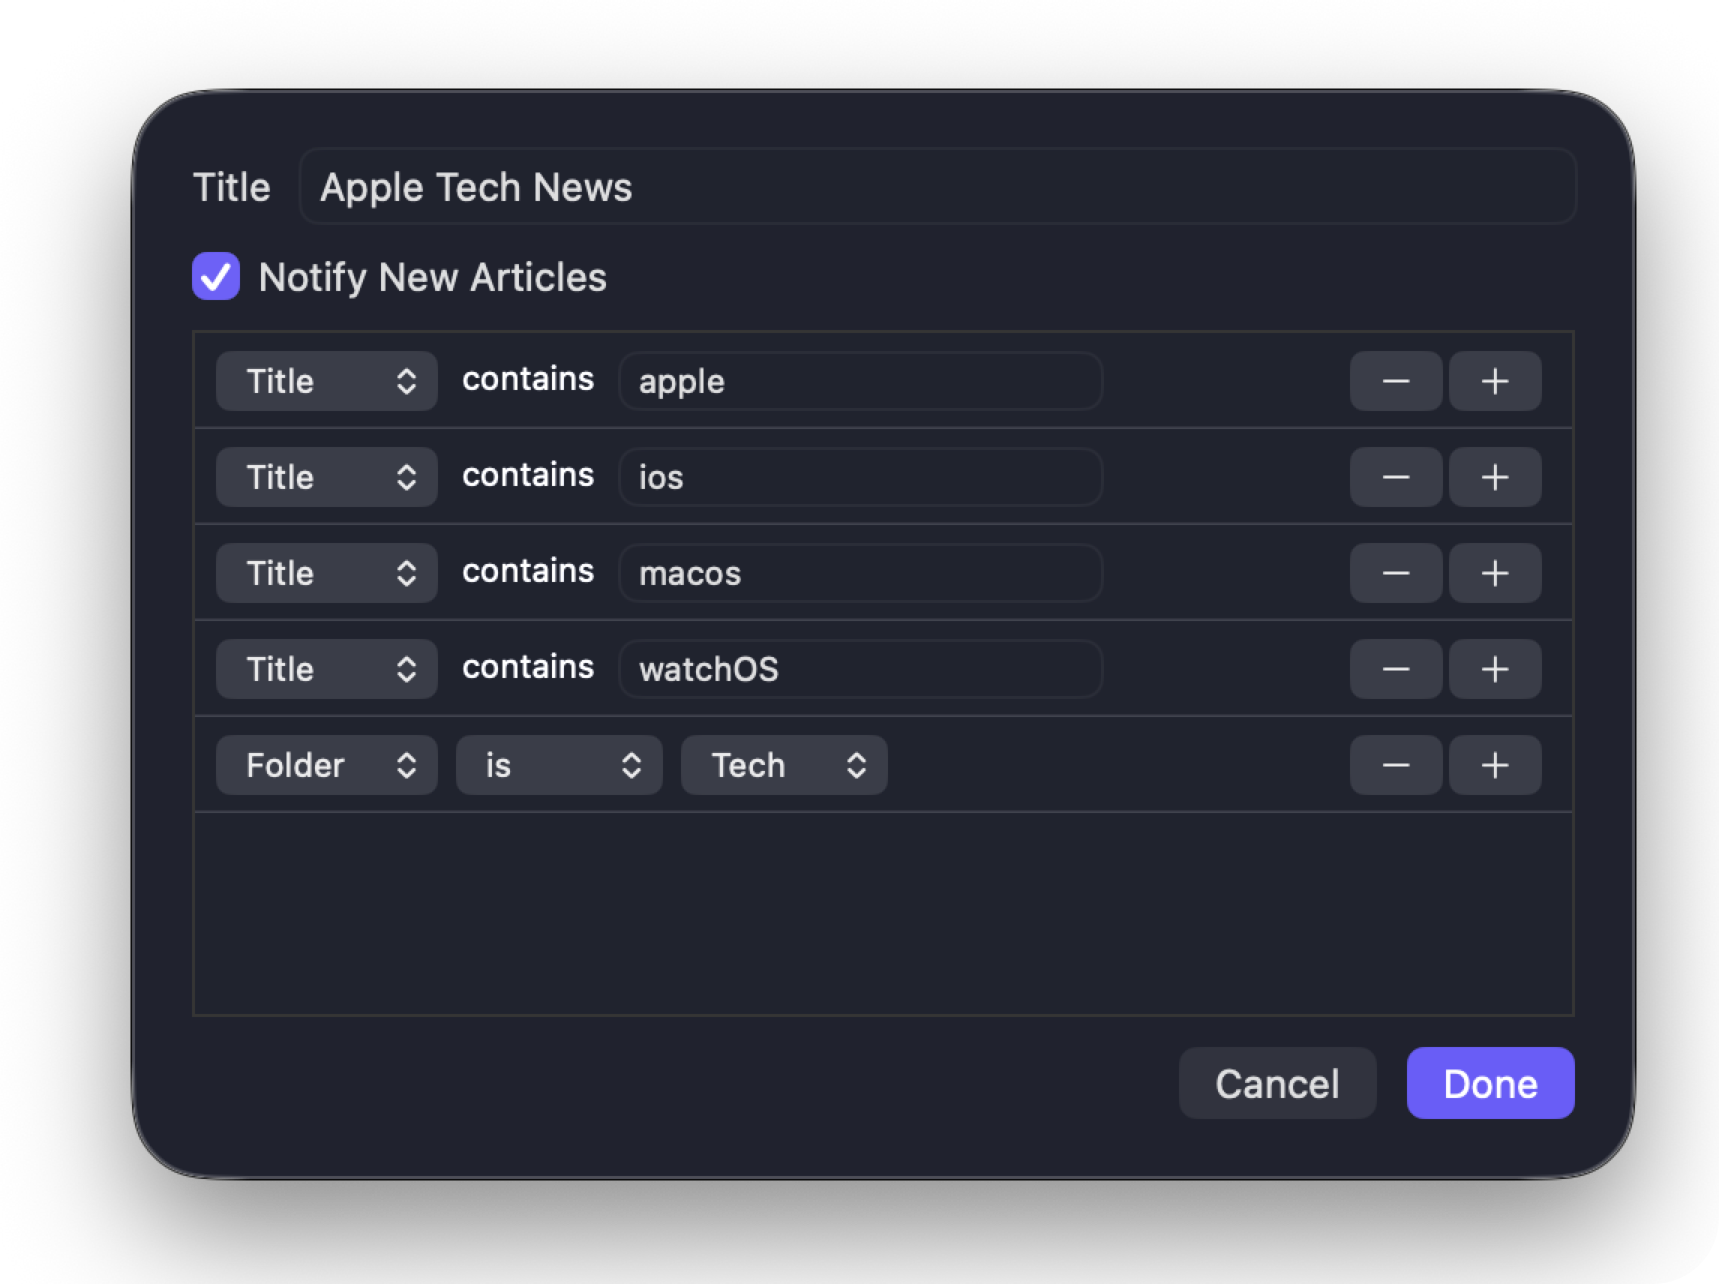 Title Apple Tech News
Notify New Articles
Title contains apple
Title contains ios
Title contains macos
Title contains watchOS
Folder is Tech
Cancel Done